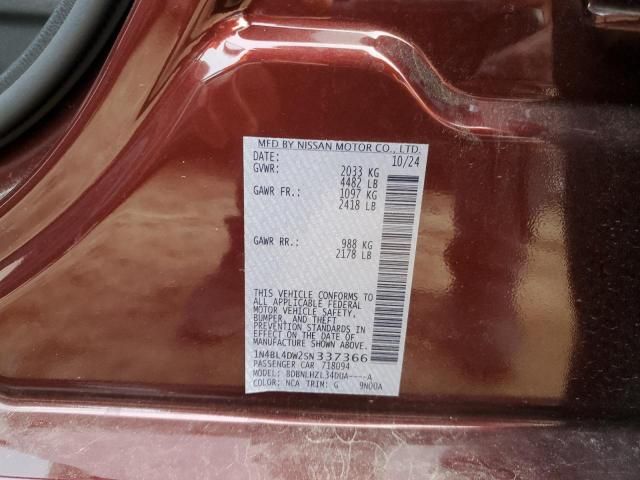 MFD BY NISSAN MOTOR CO., LTD.
DATE: 10/24
GVWR: 2033 KG
4482 LB
GAWR FR.: 1097 KG
2418 LB
GAWR RR.: 988 KG
2178 LB
THIS VEHICLE CONFORMS TO
ALL APPLICABLE FEDERAL
MOTOR VEHICLE SAFETY,
BUMPER, AND THEFT
PREVENTION STANDARDS IN
EFFECT ON THE DATE OF
MANUFACTURE SHOWN ABOVE.
1N4BL4DW2SN337366
PASSENGER CAR 718094
MODEL: BDBNLHZL34DUA----A
COLOR: NCA TRIM: G 9N00A